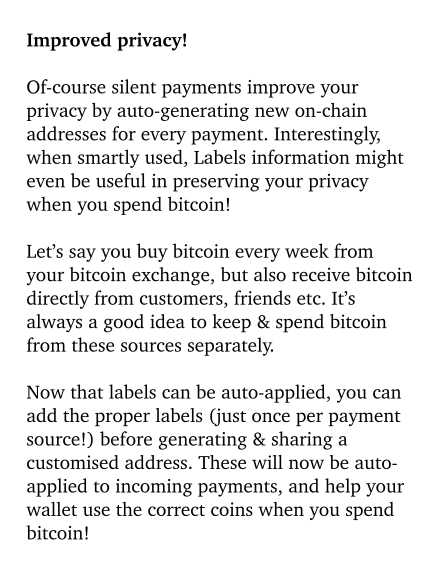 Improved privacy!
Of-course silent payments improve your
privacy by auto-generating new on-chain
addresses for every payment. Interestingly,
when smartly used, Labels information might
even be useful in preserving your privacy
when you spend bitcoin!
Let’s say you buy bitcoin every week from
your bitcoin exchange, but also receive bitcoin
directly from customers, friends etc. It’s
always a good idea to keep & spend bitcoin
from these sources separately.
Now that labels can be auto-applied, you can
add the proper labels (just once per payment
source!) before generating & sharing a
customised address. These will now be auto-
applied to incoming payments, and help your
wallet use the correct coins when you spend
bitcoin!